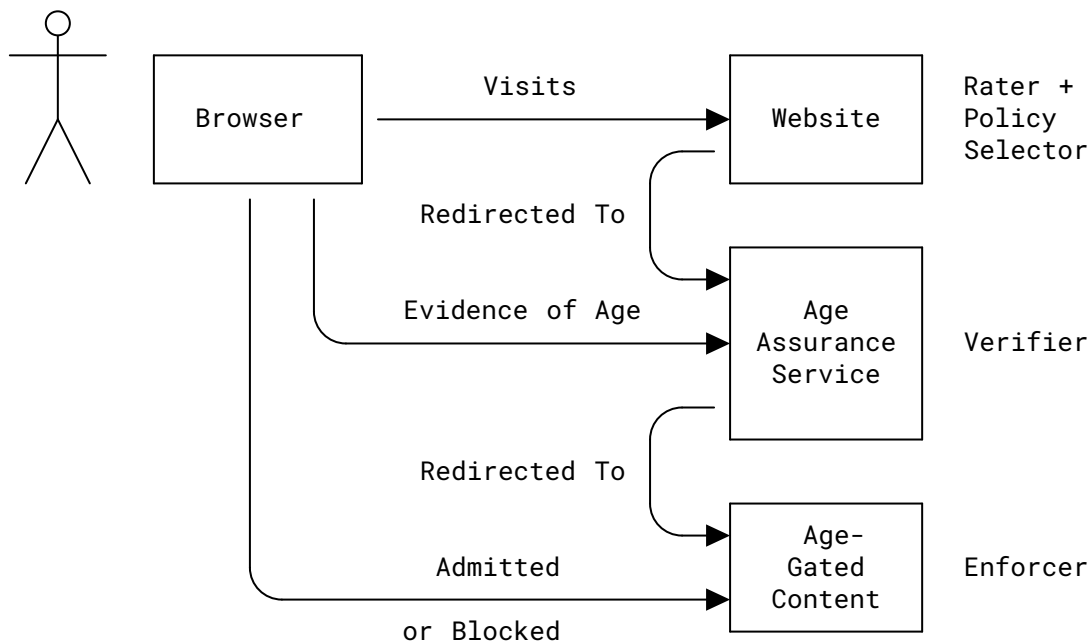 Visits
Browser
Website
Rater +
Policy
Selector
Redirected To
Evidence of Age
Age
Assurance
Service
Verifier
Redirected To
Admitted
or Blocked
Age-
Gated
Content
Enforcer